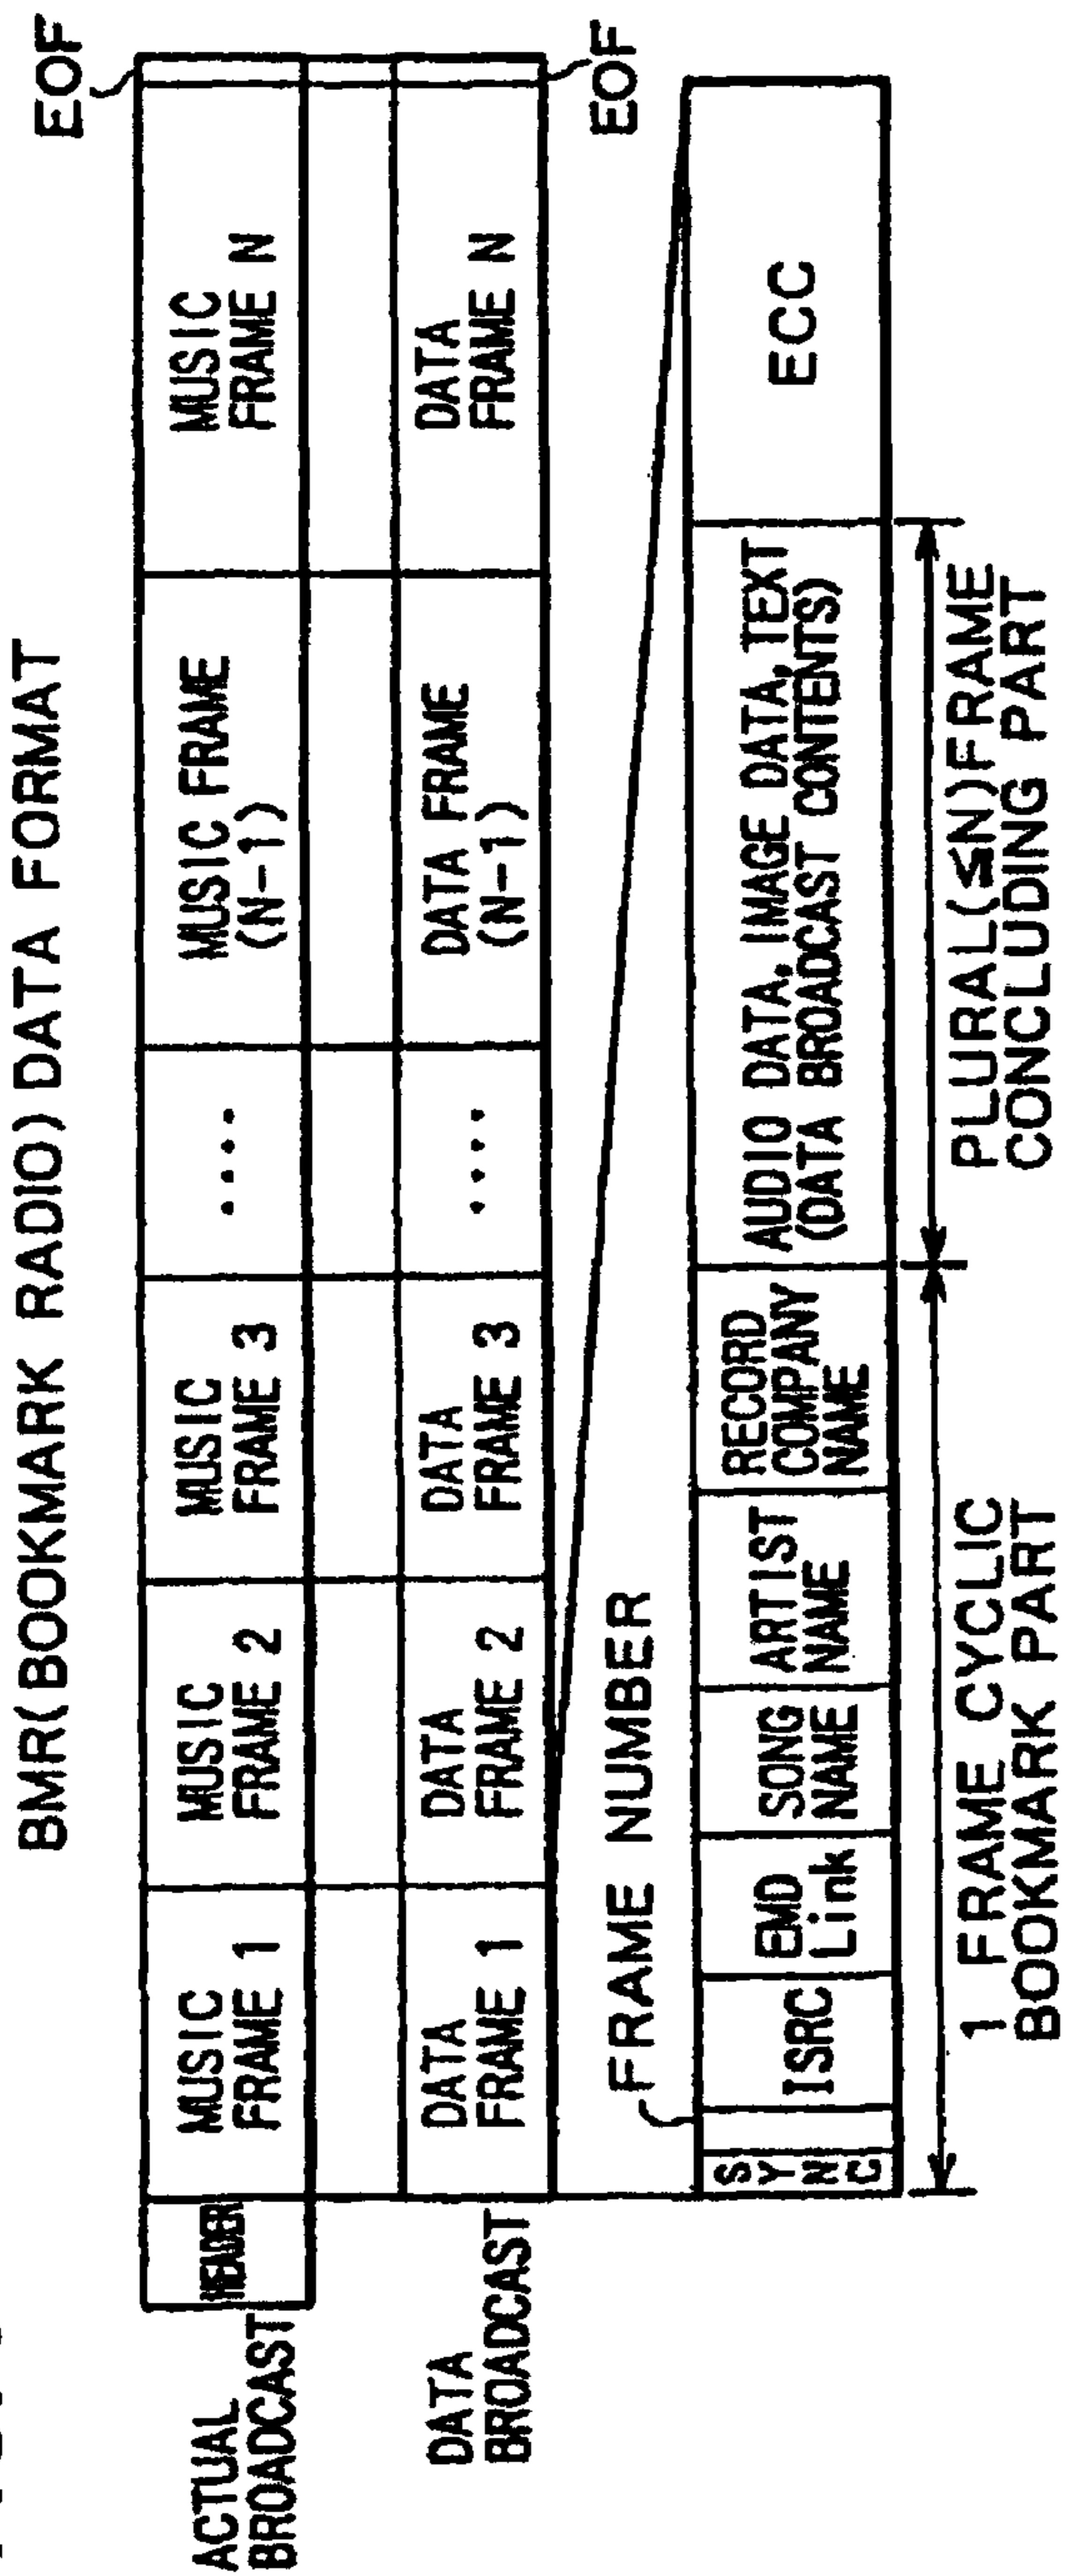 BMR(BOOKMARK RADIO) DATA FORMAT
EOF
ACTUAL
BROADCAST
HEADER
MUSIC
FRAME 1
MUSIC
FRAME 2
MUSIC
FRAME 3
....
MUSIC FRAME
(N-1)
MUSIC
FRAME N
DATA
BROADCAST
DATA
FRAME 1
DATA
FRAME 2
DATA
FRAME 3
....
DATA FRAME
(N-1)
DATA
FRAME N
EOF
FRAME NUMBER
SYNC
ISRC
EMD
Link
SONG
NAME
ARTIST
NAME
RECORD
COMPANY
NAME
AUDIO DATA, IMAGE DATA, TEXT
(DATA BROADCAST CONTENTS)
ECC
1 FRAME CYCLIC
BOOKMARK PART
PLURAL(≦N)FRAME
CONCLUDING PART